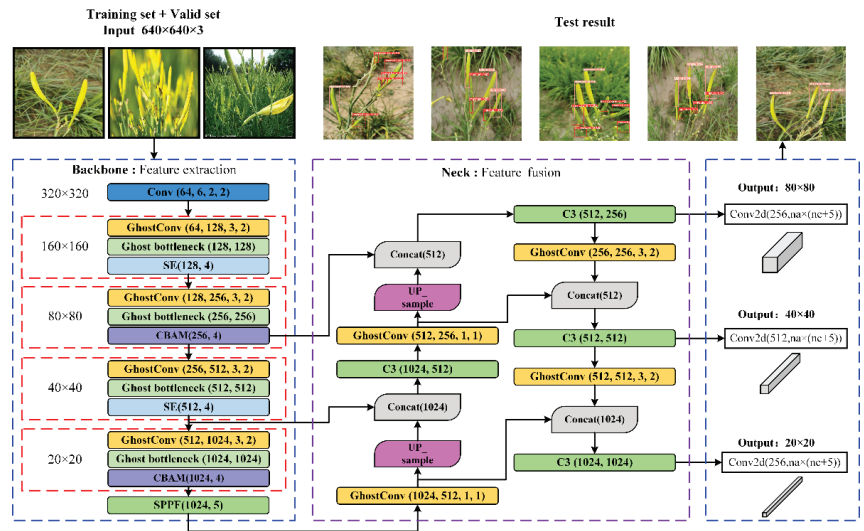 Training set + Valid set
Input 640×640×3
Test result
Backbone : Feature extraction
320×320
Conv (64, 6, 2, 2)
160×160
GhostConv (64, 128, 3, 2)
Ghost bottleneck (128, 128)
SE(128, 4)
80×80
GhostConv (128, 256, 3, 2)
Ghost bottleneck (256, 256)
CBAM(256, 4)
40×40
GhostConv (256, 512, 3, 2)
Ghost bottleneck (512, 512)
SE(512, 4)
20×20
GhostConv (512, 1024, 3, 2)
Ghost bottleneck (1024, 1024)
CBAM(1024, 4)
SPPF(1024, 5)
Neck : Feature fusion
Concat(512)
UP_
sample
GhostConv (512, 256, 1, 1)
C3 (1024, 512)
Concat(1024)
UP_
sample
GhostConv (1024, 512, 1, 1)
C3 (512, 256)
GhostConv (256, 256, 3, 2)
Concat(512)
C3 (512, 512)
GhostConv (512, 512, 3, 2)
Concat(1024)
C3 (1024, 1024)
Output: 80×80
Conv2d(256,na×(nc+5))
Output: 40×40
Conv2d(512,na×(nc+5))
Output: 20×20
Conv2d(256,na×(nc+5))